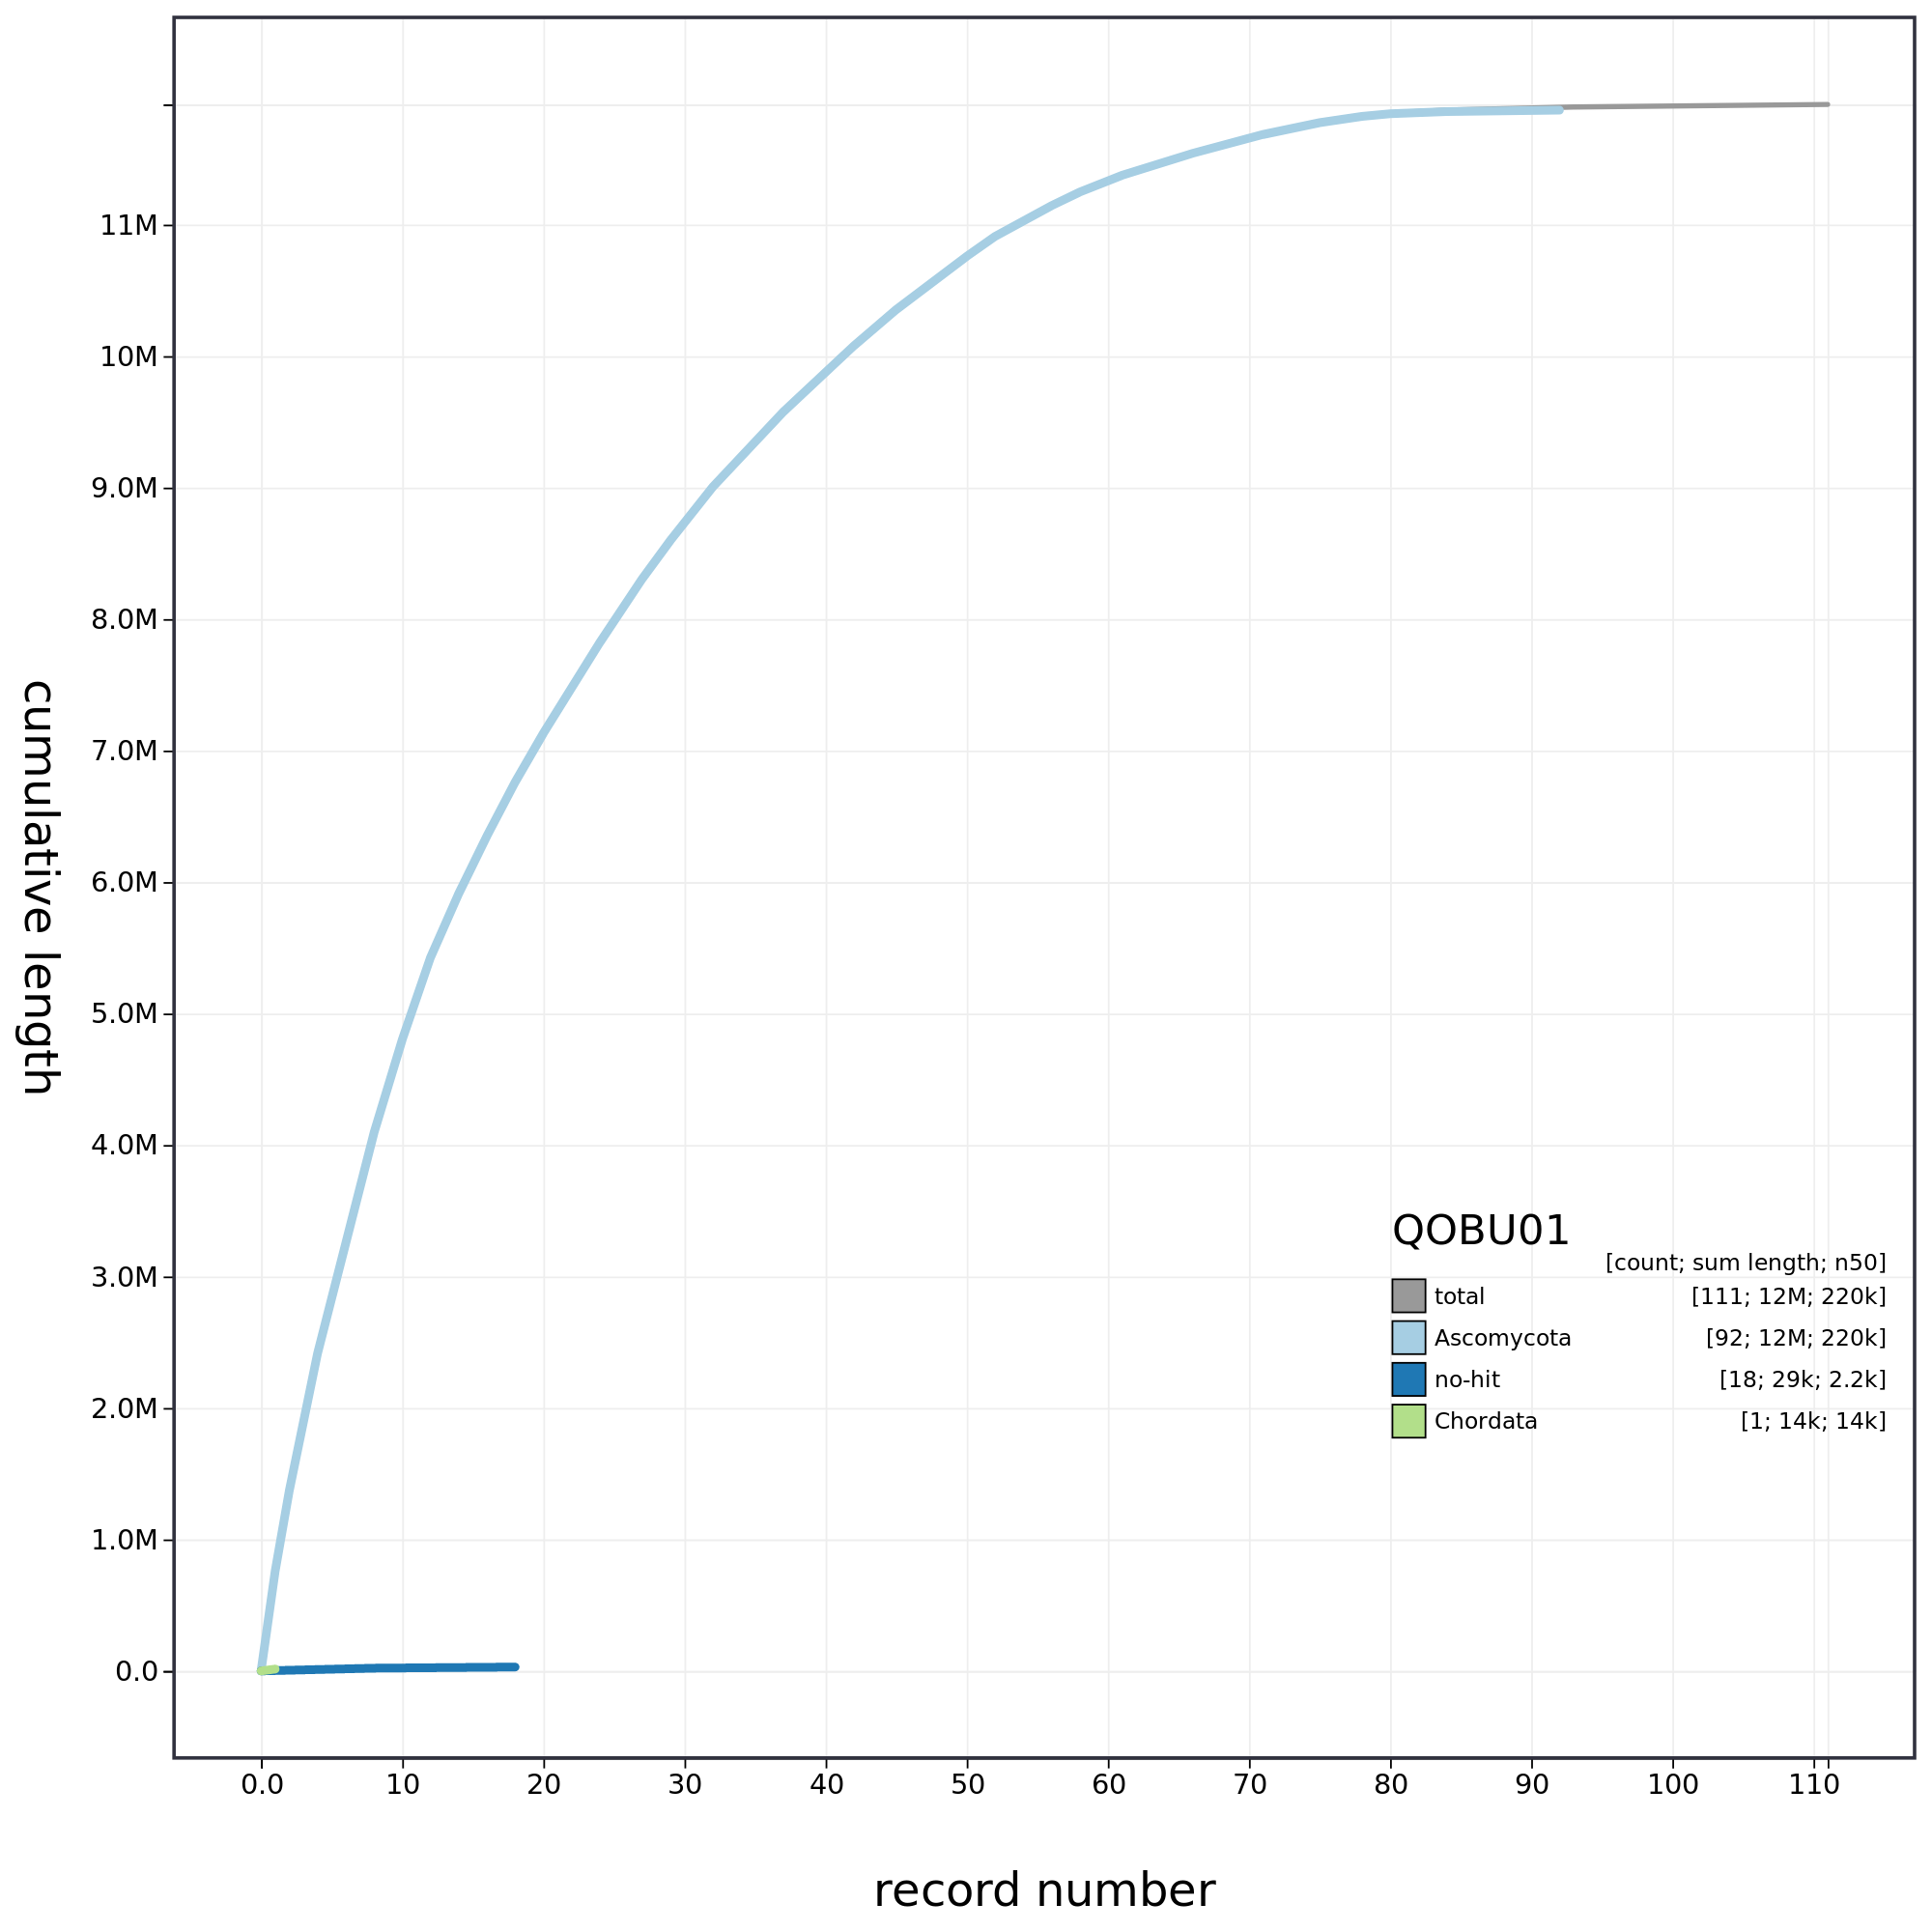 11M
10M
9.0M
8.0M
7.0M
6.0M
5.0M
4.0M
3.0M
2.0M
1.0M
0.0
cumulative length
QOBU01
[count; sum length; n50]
total [111; 12M; 220k]
Ascomycota [92; 12M; 220k]
no-hit [18; 29k; 2.2k]
Chordata [1; 14k; 14k]
0.0 10 20 30 40 50 60 70 80 90 100 110
record number